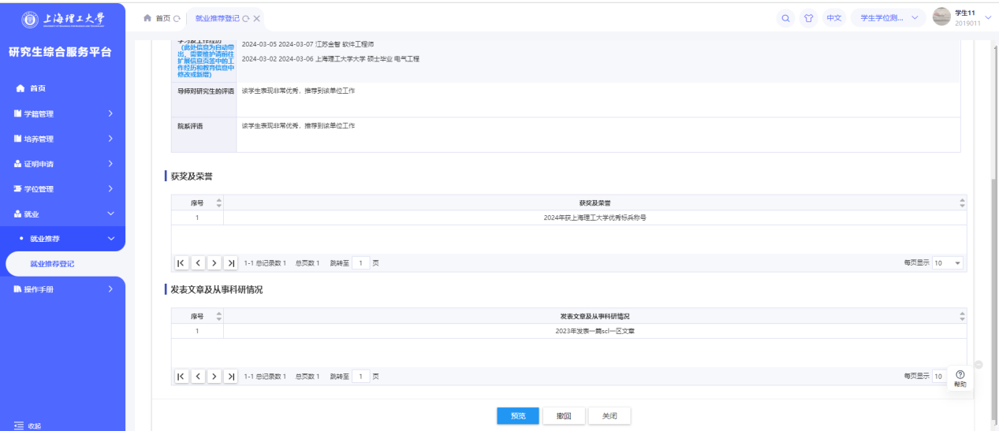 上海理工大学
首页
就业推荐登记
中文
学生学位测...
学生11
2019011
研究生综合服务平台
首页
学籍管理
培养管理
证明申请
学位管理
就业
就业推荐
就业推荐登记
操作手册
收起
学习及工作经历
(此处信息为自动带
出，需要维护请前往
扩展信息页签中的工
作经历和教育信息中
修改或新增)
2024-03-05 2024-03-07 江苏金智 软件工程师
2024-03-02 2024-03-06 上海理工大学大学 硕士毕业 电气工程
导师对研究生的评语 该学生表现非常优秀，推荐到该单位工作
院系评语 该学生表现非常优秀，推荐到该单位工作
获奖及荣誉
序号 获奖及荣誉
1 2024年获上海理工大学优秀标兵称号
1-1 总记录数 1 总页数 1 跳转至 1 页 每页显示 10
发表文章及从事科研情况
序号 发表文章及从事科研情况
1 2023年发表一篇scl一区文章
1-1 总记录数 1 总页数 1 跳转至 1 页 每页显示 10
帮助
预览 撤回 关闭